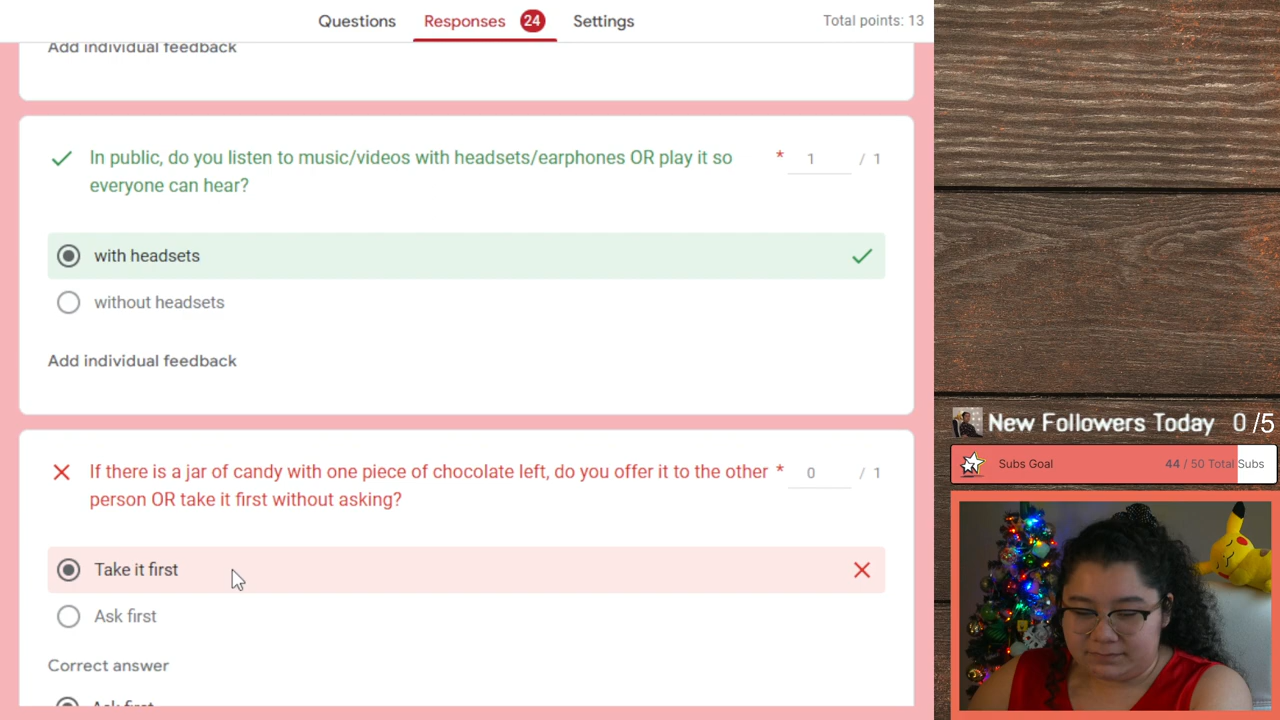 Questions
Responses 24
Settings
Total points: 13
Add individual feedback
In public, do you listen to music/videos with headsets/earphones OR play it so * 1 / 1
everyone can hear?
with headsets
without headsets
Add individual feedback
If there is a jar of candy with one piece of chocolate left, do you offer it to the other * 0 / 1
person OR take it first without asking?
Take it first
Ask first
Correct answer
Ask first
New Followers Today 0 /5
Subs Goal 44 / 50 Total Subs